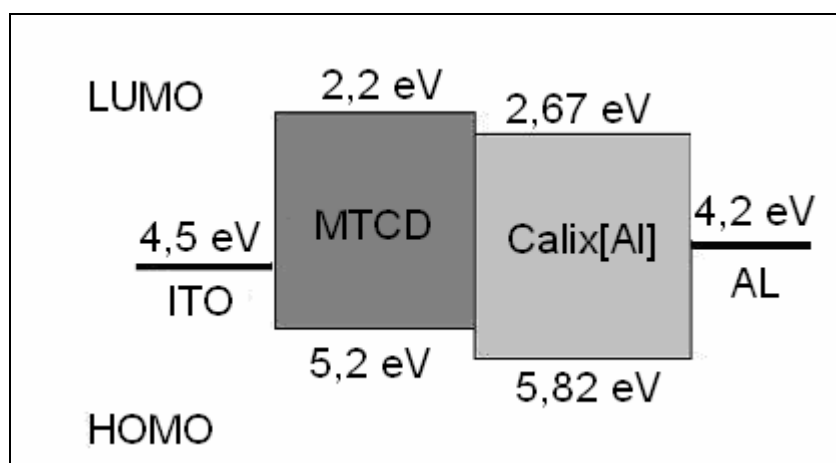 LUMO
2,2 eV
2,67 eV
4,5 eV
MTCD
Calix[Al]
4,2 eV
ITO
AL
5,2 eV
5,82 eV
HOMO